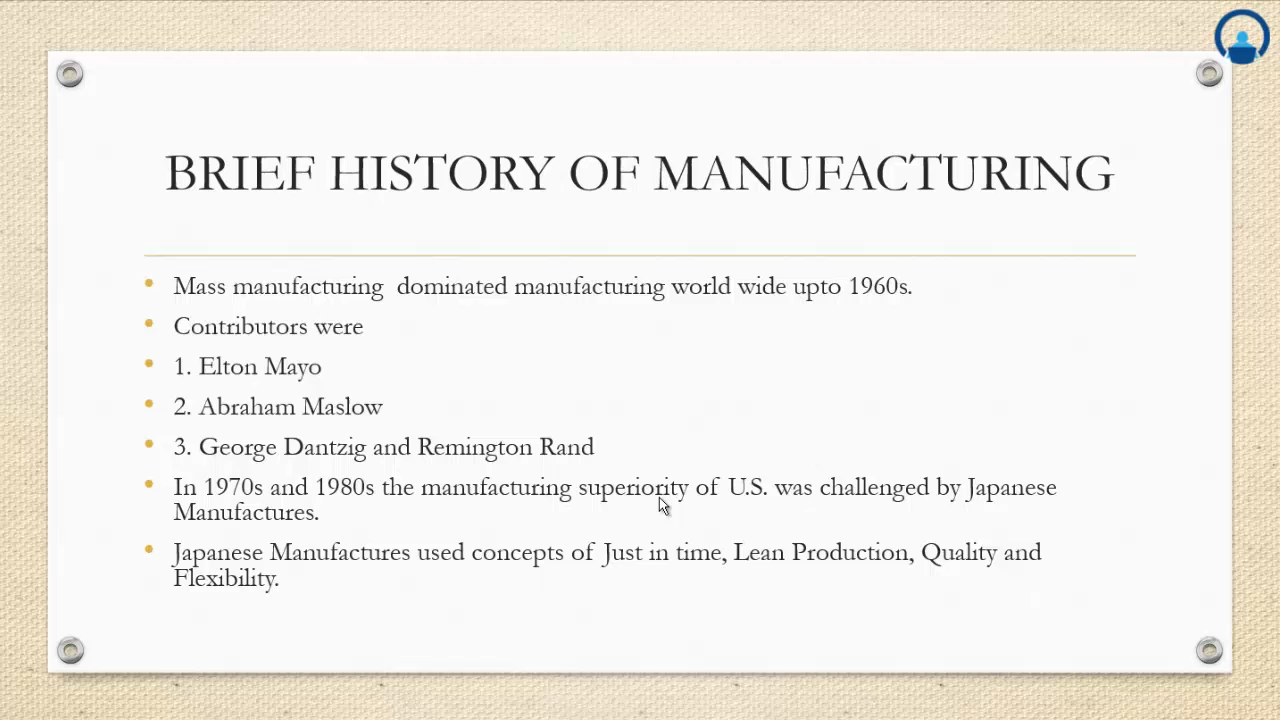 BRIEF HISTORY OF MANUFACTURING
• Mass manufacturing dominated manufacturing world wide upto 1960s.
• Contributors were
• 1. Elton Mayo
• 2. Abraham Maslow
• 3. George Dantzig and Remington Rand
• In 1970s and 1980s the manufacturing superiority of U.S. was challenged by Japanese
Manufactures.
• Japanese Manufactures used concepts of Just in time, Lean Production, Quality and
Flexibility.